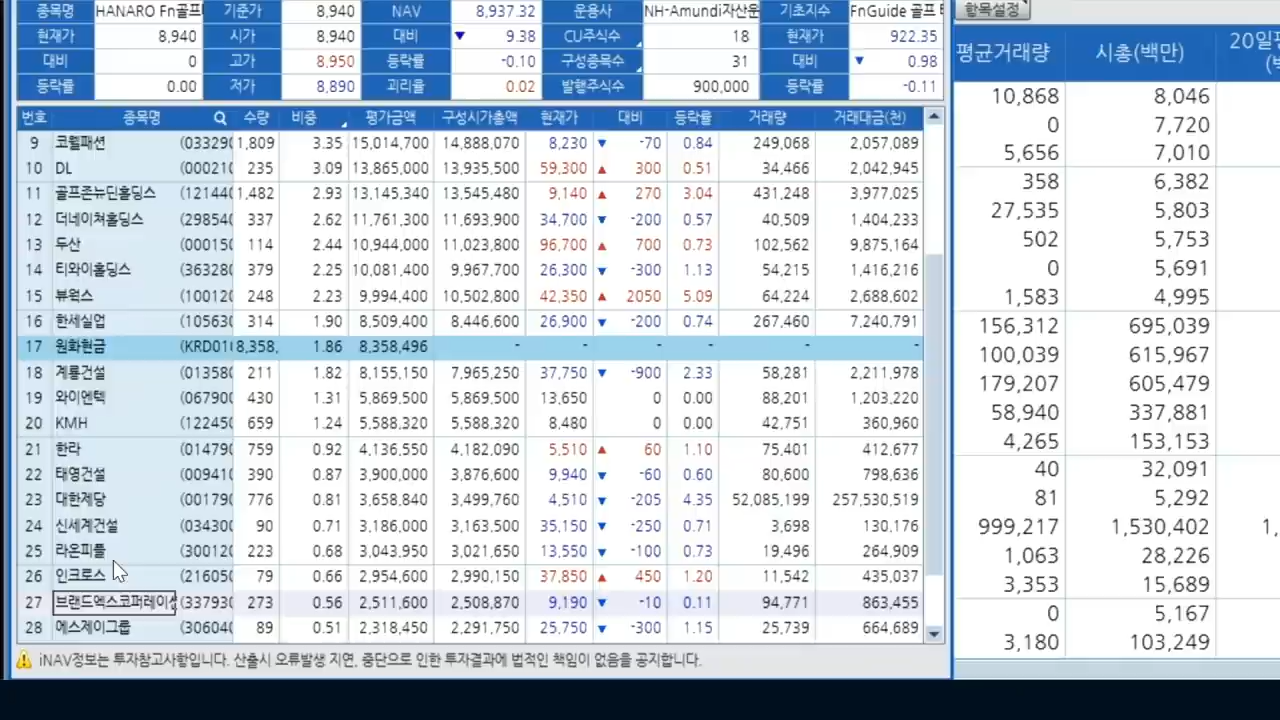 종목명 HANARO Fn골프 기준가 8,940 NAV 8,937.32 운용사 NH-Amundi자산운 기초지수 FnGuide 골프 항목설정
현재가 8,940 시가 8,940 대비 ▼ 9.38 CU주식수 18 현재가 922.35
대비 0 고가 8,950 등락률 -0.10 구성종목수 31 대비 ▼ 0.98
등락률 0.00 저가 8,890 괴리율 0.02 발행주식수 900,000 등락률 -0.11
번호 종목명 수량 비중 평가금액 구성시가총액 현재가 대비 등락률 거래량 거래대금(천)
9 코웰패션 (033290 1,809 3.35 15,014,700 14,888,070 8,230 ▼ -70 0.84 249,068 2,057,089
10 DL (000210 235 3.09 13,865,000 13,935,500 59,300 ▲ 300 0.51 34,466 2,042,945
11 골프존뉴딘홀딩스 (121440 1,482 2.93 13,145,340 13,545,480 9,140 ▲ 270 3.04 431,248 3,977,025
12 더네이쳐홀딩스 (298540 337 2.62 11,761,300 11,693,900 34,700 ▼ -200 0.57 40,509 1,404,233
13 두산 (000150 114 2.44 10,944,000 11,023,800 96,700 ▲ 700 0.73 102,562 9,875,164
14 티와이홀딩스 (363280 379 2.25 10,081,400 9,967,700 26,300 ▼ -300 1.13 54,215 1,416,216
15 뷰웍스 (100120 248 2.23 9,994,400 10,502,800 42,350 ▲ 2050 5.09 64,224 2,688,602
16 한세실업 (105630 314 1.90 8,509,400 8,446,600 26,900 ▼ -200 0.74 267,460 7,240,791
17 원화현금 (KRD010 8,358, 1.86 8,358,496 - - - - - -
18 계룡건설 (013580 211 1.82 8,155,150 7,965,250 37,750 ▼ -900 2.33 58,281 2,211,978
19 와이엔텍 (067900 430 1.31 5,869,500 5,869,500 13,650 0 0.00 88,201 1,203,220
20 KMH (122450 659 1.24 5,588,320 5,588,320 8,480 0 0.00 42,751 360,960
21 한라 (014790 759 0.92 4,136,550 4,182,090 5,510 ▲ 60 1.10 75,401 412,677
22 태영건설 (009410 390 0.87 3,900,000 3,876,600 9,940 ▼ -60 0.60 80,600 798,636
23 대한제당 (001790 776 0.81 3,658,840 3,499,760 4,510 ▼ -205 4.35 52,085,199 257,530,519
24 신세계건설 (034300 90 0.71 3,186,000 3,163,500 35,150 ▼ -250 0.71 3,698 130,176
25 라온피플 (300120 223 0.68 3,043,950 3,021,650 13,550 ▼ -100 0.73 19,496 264,909
26 인크로스 (216050 79 0.66 2,954,600 2,990,150 37,850 ▲ 450 1.20 11,542 435,037
27 브랜드엑스코퍼레이션 (337930 273 0.56 2,511,600 2,508,870 9,190 ▼ -10 0.11 94,771 863,455
28 에스제이그룹 (306040 89 0.51 2,318,450 2,291,750 25,750 ▼ -300 1.15 25,739 664,689
iNAV정보는 투자참고사항입니다. 산출시 오류발생 지연, 중단으로 인한 투자결과에 법적인 책임이 없음을 공지합니다.
평균거래량 시총(백만) 20일
10,868 8,046
0 7,720
5,656 7,010
358 6,382
27,535 5,803
502 5,753
0 5,691
1,583 4,995
156,312 695,039
100,039 615,967
179,207 605,479
58,940 337,881
4,265 153,153
40 32,091
81 5,292
999,217 1,530,402 1,
1,063 28,226
3,353 15,689
0 5,167
3,180 103,249